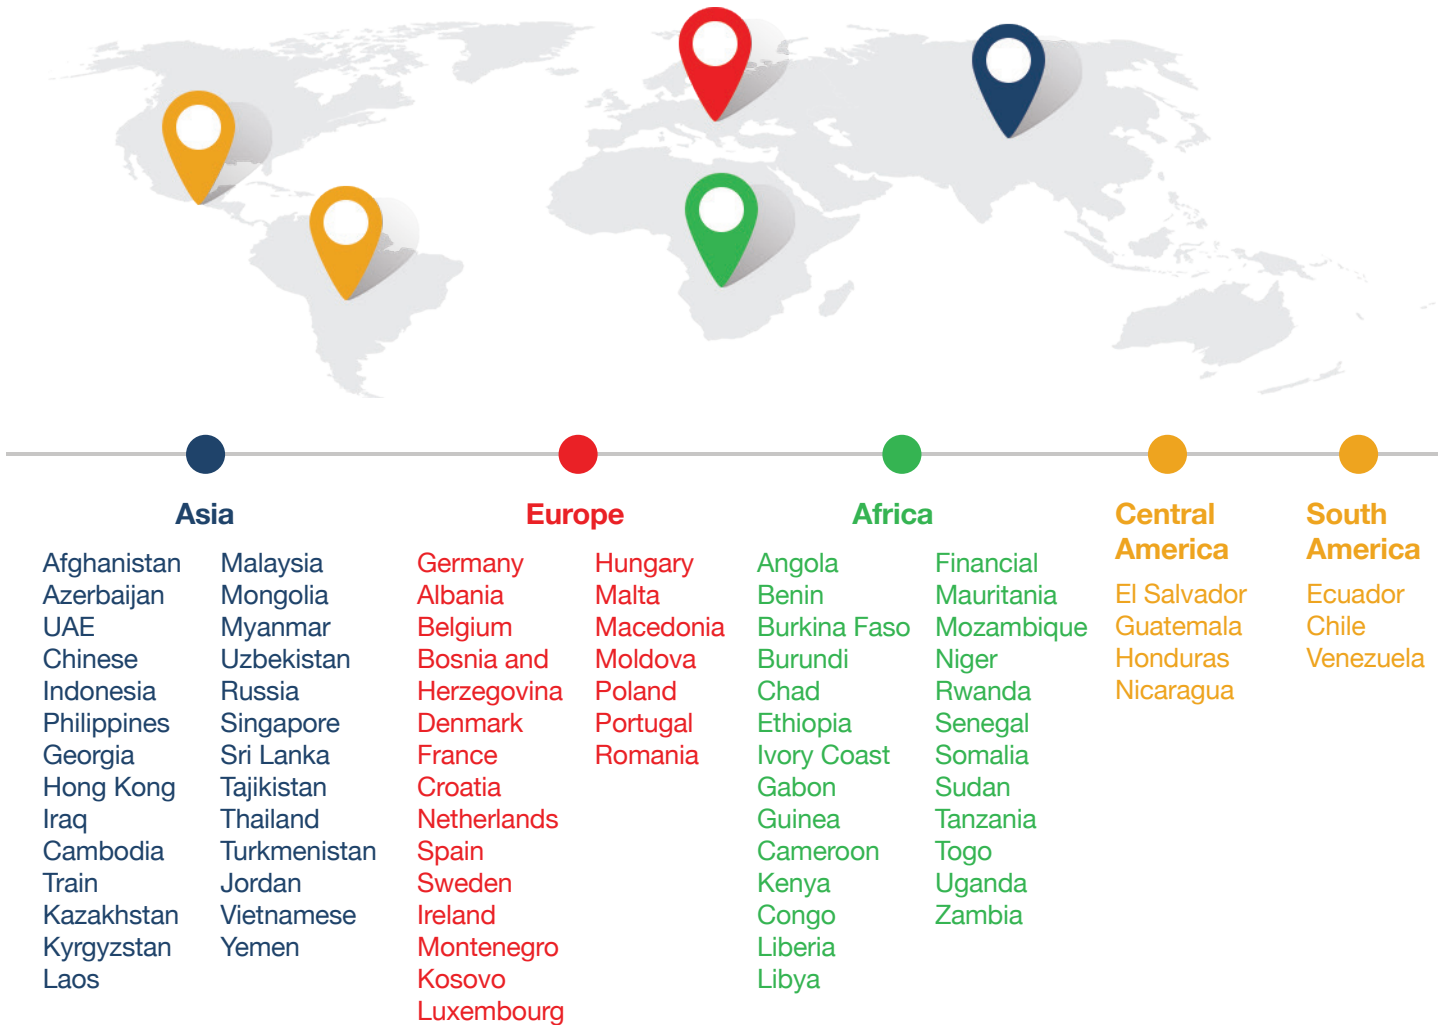 Asia
Afghanistan
Azerbaijan
UAE
Chinese
Indonesia
Philippines
Georgia
Hong Kong
Iraq
Cambodia
Train
Kazakhstan
Kyrgyzstan
Laos
Malaysia
Mongolia
Myanmar
Uzbekistan
Russia
Singapore
Sri Lanka
Tajikistan
Thailand
Turkmenistan
Jordan
Vietnamese
Yemen
Europe
Germany
Albania
Belgium
Bosnia and
Herzegovina
Denmark
France
Croatia
Netherlands
Spain
Sweden
Ireland
Montenegro
Kosovo
Luxembourg
Hungary
Malta
Macedonia
Moldova
Poland
Portugal
Romania
Africa
Angola
Benin
Burkina Faso
Burundi
Chad
Ethiopia
Ivory Coast
Gabon
Guinea
Cameroon
Kenya
Congo
Liberia
Libya
Financial
Mauritania
Mozambique
Niger
Rwanda
Senegal
Somalia
Sudan
Tanzania
Togo
Uganda
Zambia
Central
America
El Salvador
Guatemala
Honduras
Nicaragua
South
America
Ecuador
Chile
Venezuela